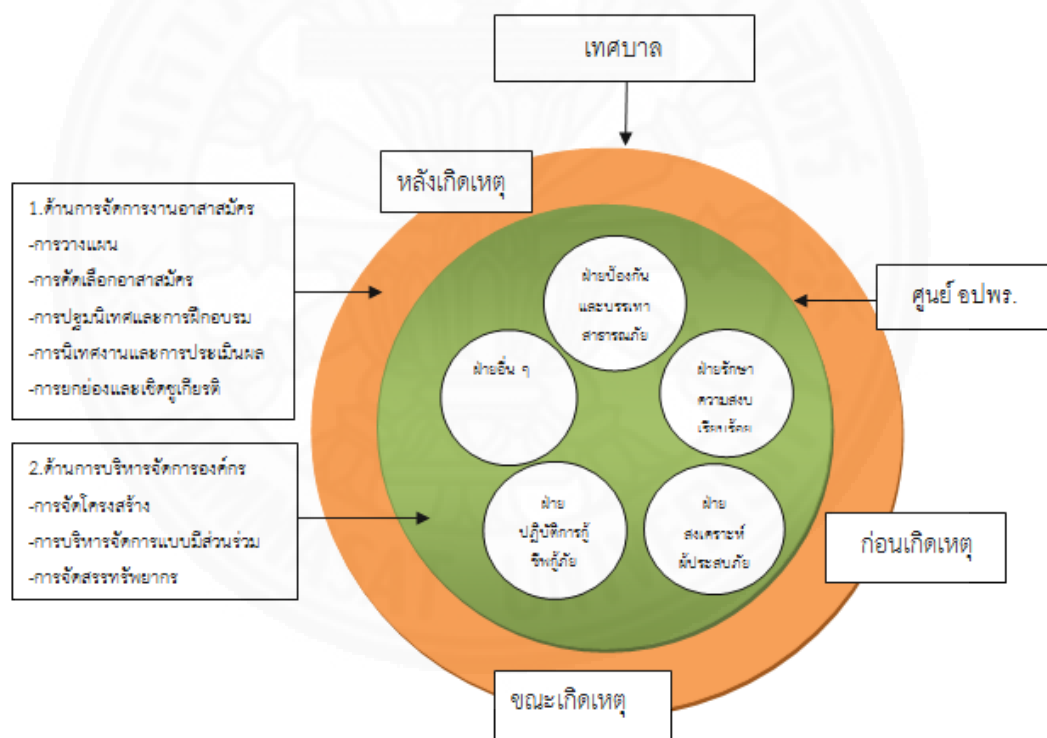 เทศบาล
หลังเกิดเหตุ
1.ด้านการจัดการงานอาสาสมัคร
-การวางแผน
-การคัดเลือกอาสาสมัคร
-การปฐมนิเทศและการฝึกอบรม
-การนิเทศงานและการประเมินผล
-การยกย่องและเชิดชูเกียรติ
ฝ่ายป้องกัน
และบรรเทา
สาธารณภัย
ศูนย์ อปพร.
ฝ่ายอื่น ๆ
ฝ่ายรักษา
ความสงบ
เรียบร้อย
2.ด้านการบริหารจัดการองค์กร
-การจัดโครงสร้าง
-การบริหารจัดการแบบมีส่วนร่วม
-การจัดสรรทรัพยากร
ฝ่าย
ปฏิบัติการกู้
ชีพกู้ภัย
ฝ่าย
สงเคราะห์
ผู้ประสบภัย
ก่อนเกิดเหตุ
ขณะเกิดเหตุ